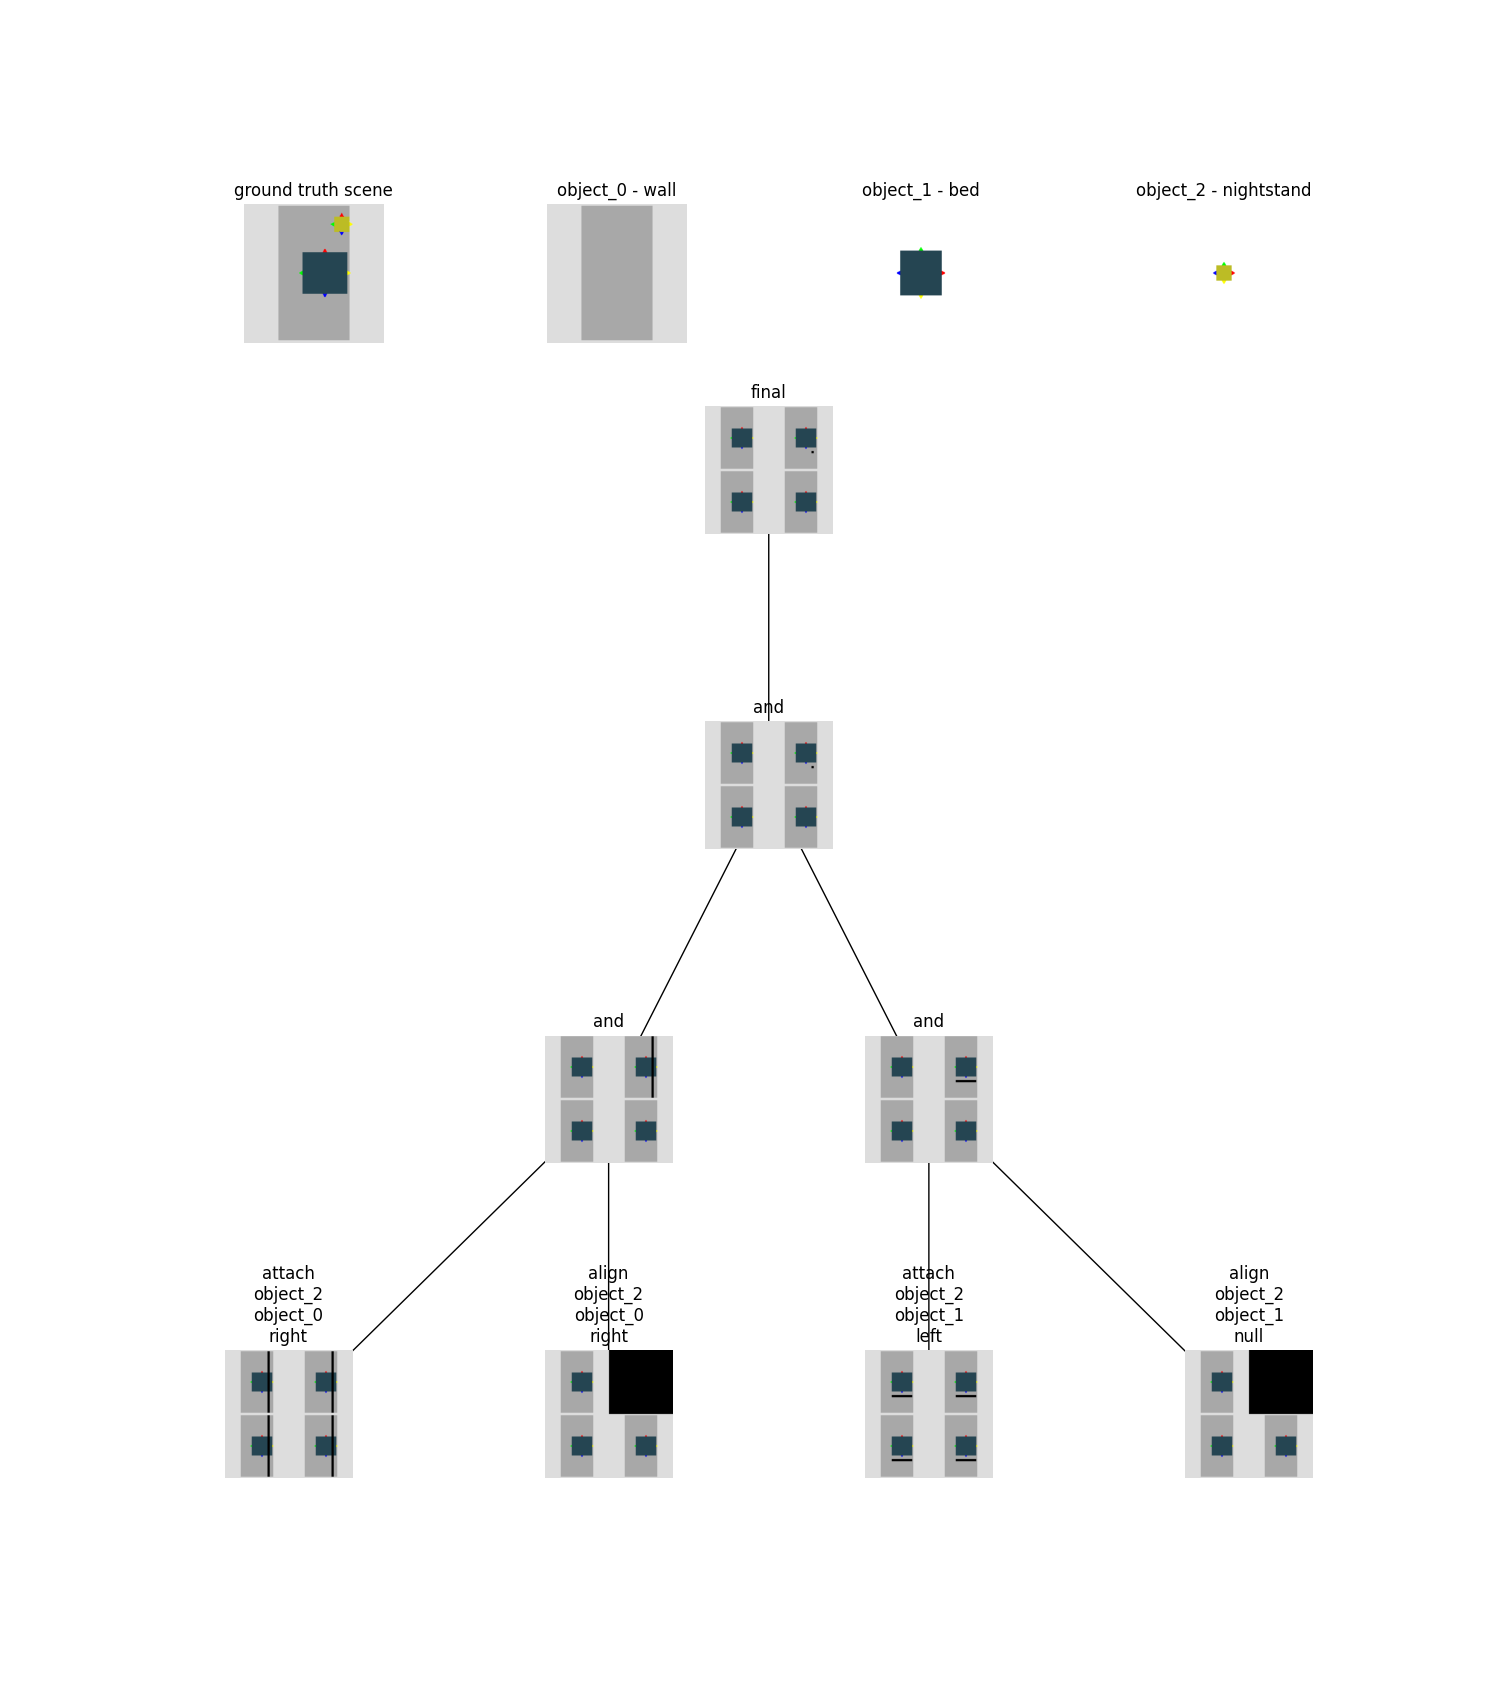 ground truth scene
object_0 - wall
object_1 - bed
object_2 - nightstand
final
and
and
and
attach
object_2
object_0
right
align
object_2
object_0
right
attach
object_2
object_1
left
align
object_2
object_1
null